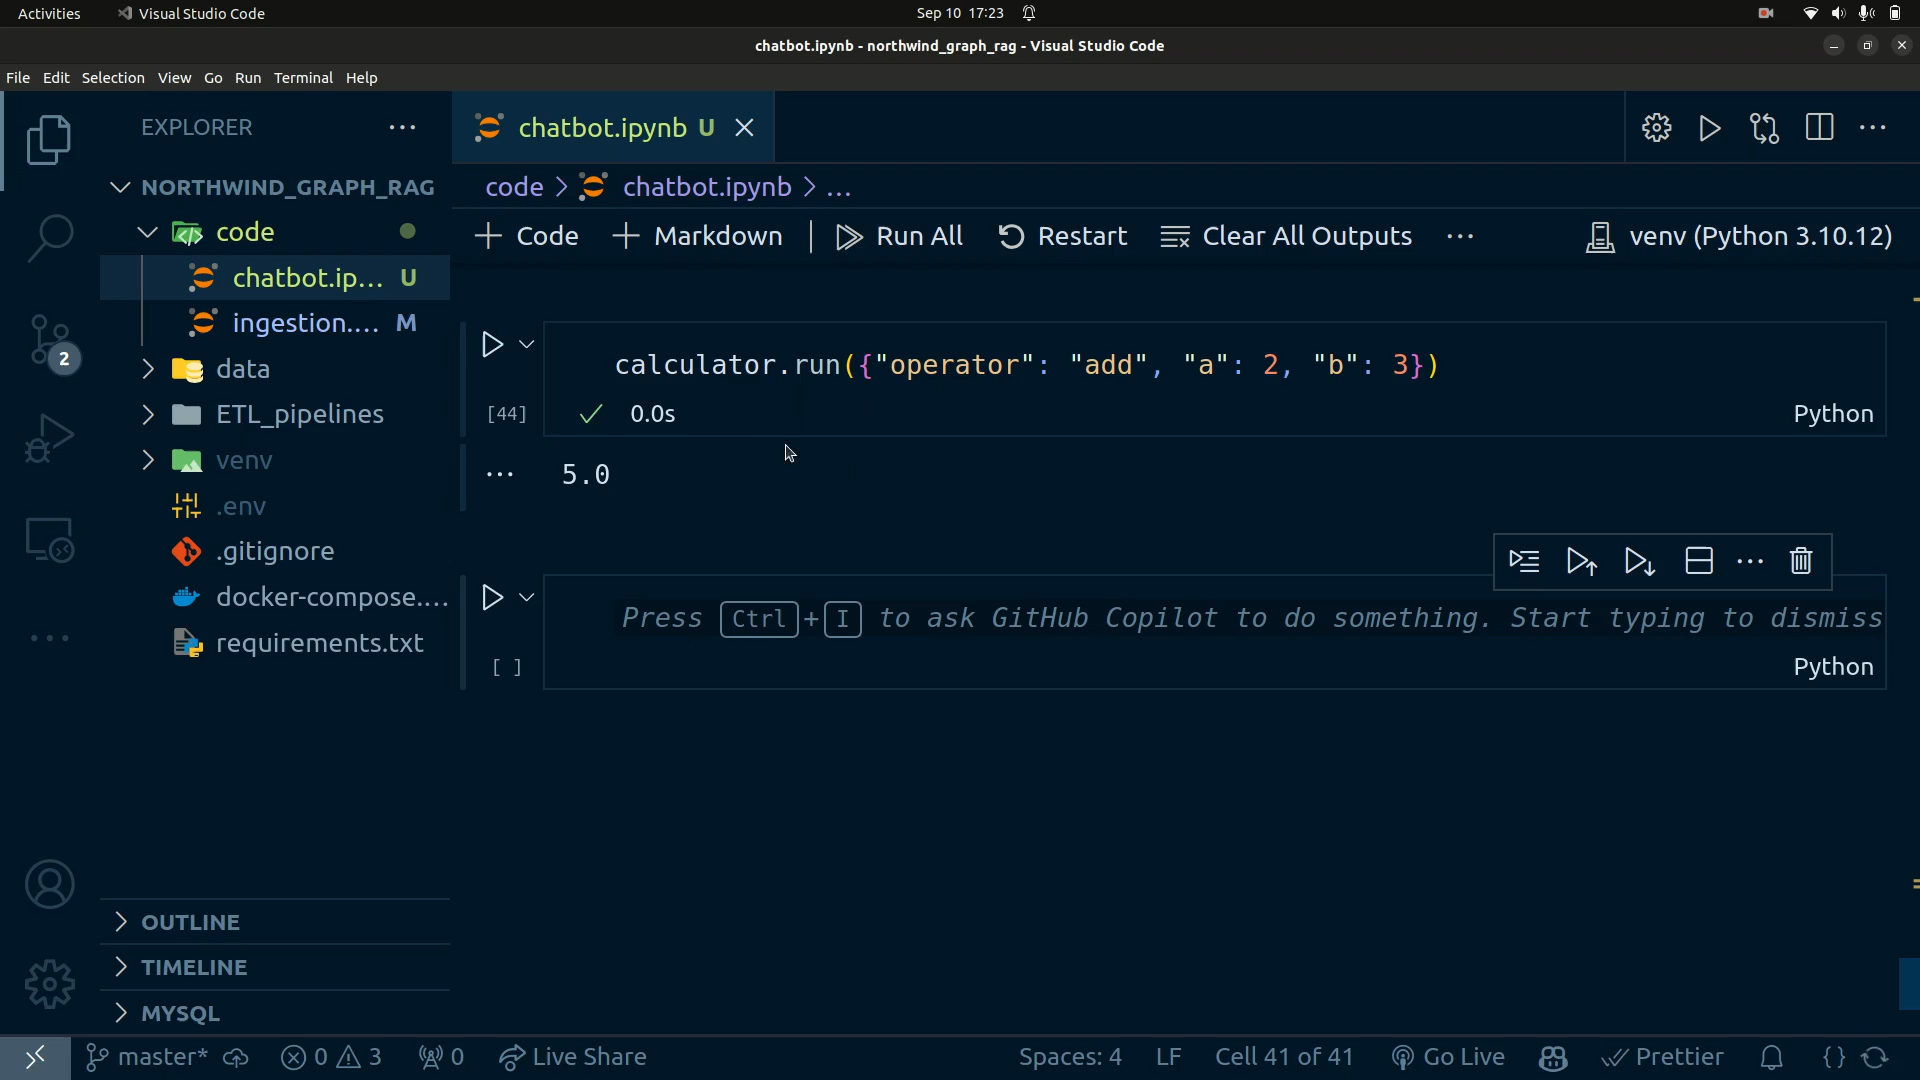 Activities
Visual Studio Code
Sep 10 17:23
chatbot.ipynb - northwind_graph_rag - Visual Studio Code
File Edit Selection View Go Run Terminal Help
EXPLORER
chatbot.ipynb U
NORTHWIND_GRAPH_RAG
code > chatbot.ipynb > ...
code
Code Markdown Run All Restart Clear All Outputs ... venv (Python 3.10.12)
chatbot.ip... U
ingestion.... M
data
ETL_pipelines
venv
.env
.gitignore
docker-compose....
requirements.txt
2
calculator.run({"operator": "add", "a": 2, "b": 3})
[44] 0.0s Python
5.0
Press Ctrl+I to ask GitHub Copilot to do something. Start typing to dismiss
[ ] Python
OUTLINE
TIMELINE
MYSQL
master* 0 3 0 Live Share Spaces: 4 LF Cell 41 of 41 Go Live Prettier {}